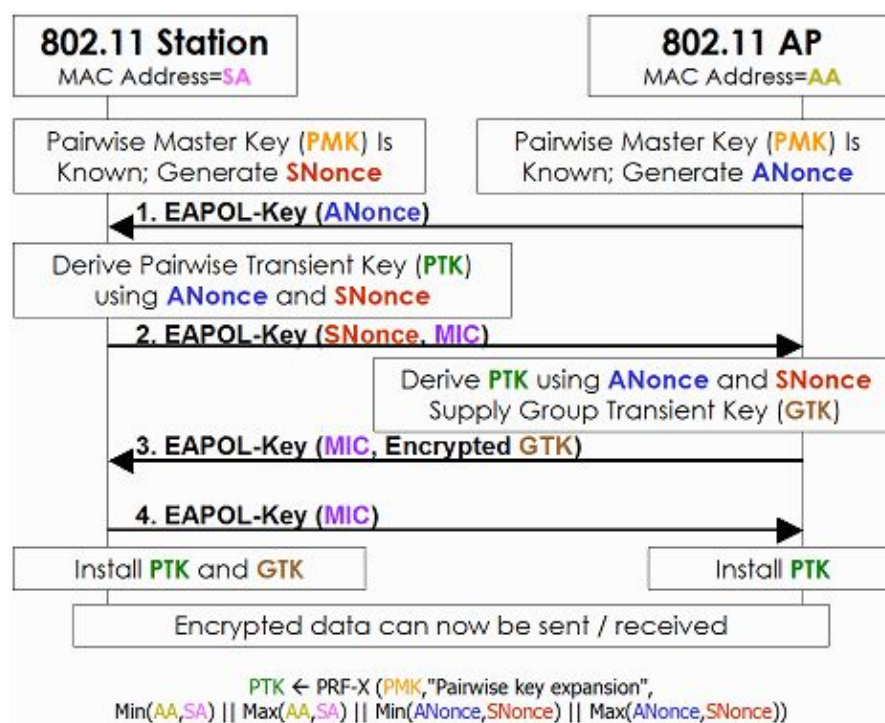 802.11 Station
MAC Address=SA
802.11 AP
MAC Address=AA
Pairwise Master Key (PMK) Is
Known; Generate SNonce
Pairwise Master Key (PMK) Is
Known; Generate ANonce
1. EAPOL-Key (ANonce)
Derive Pairwise Transient Key (PTK)
using ANonce and SNonce
2. EAPOL-Key (SNonce, MIC)
Derive PTK using ANonce and SNonce
Supply Group Transient Key (GTK)
3. EAPOL-Key (MIC, Encrypted GTK)
4. EAPOL-Key (MIC)
Install PTK and GTK
Install PTK
Encrypted data can now be sent / received
PTK ← PRF-X (PMK,"Pairwise key expansion",
Min(AA,SA) || Max(AA,SA) || Min(ANonce,SNonce) || Max(ANonce,SNonce))